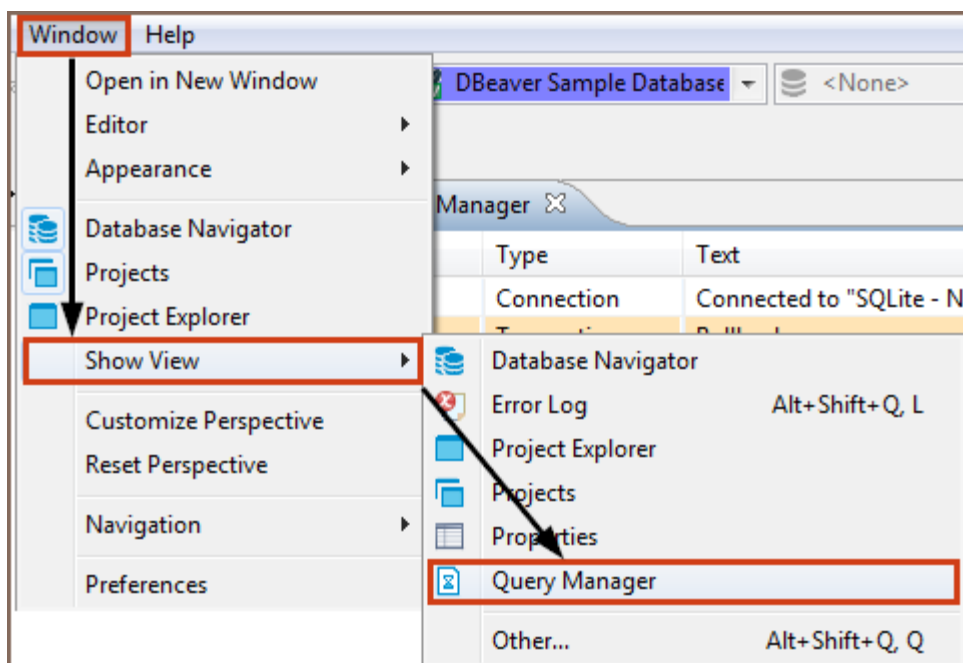 Window Help
Open in New Window
DBeaver Sample Database
<None>
Editor
Appearance
Manager
Database Navigator
Type Text
Projects
Connection Connected to "SQLite - N
Project Explorer
Show View
Database Navigator
Error Log Alt+Shift+Q, L
Customize Perspective
Project Explorer
Reset Perspective
Projects
Navigation
Properties
Preferences
Query Manager
Other... Alt+Shift+Q, Q